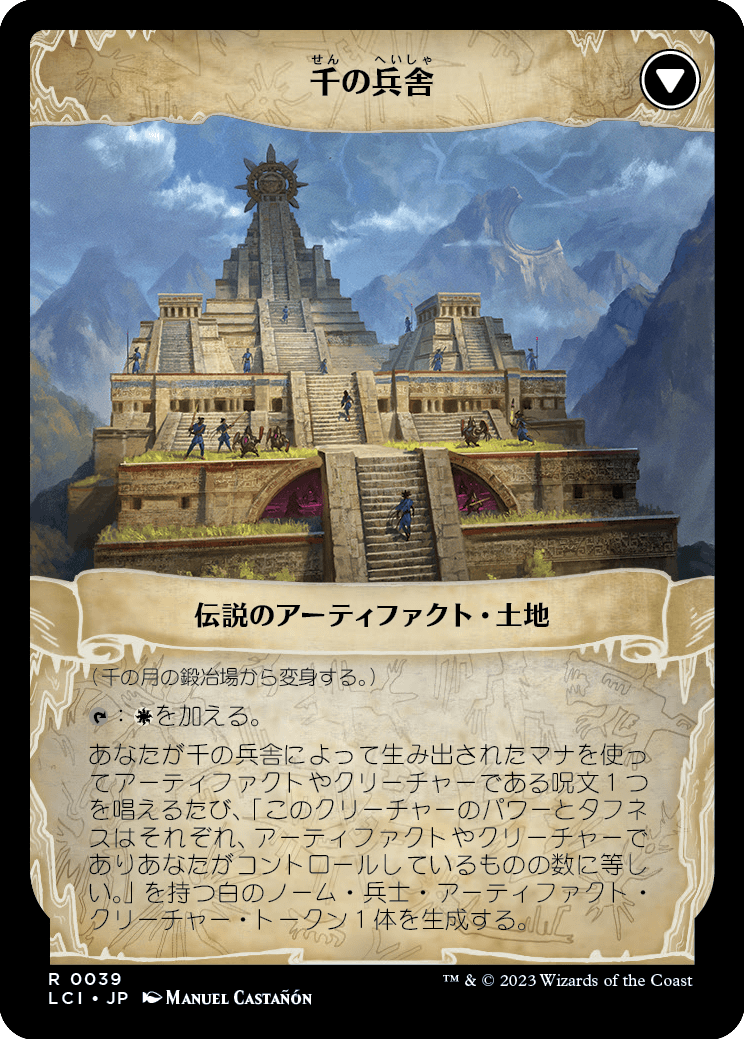 せん へいしゃ
千の兵舎
伝説のアーティファクト・土地
（千の月の鍛冶場から変身する。）
：を加える。
あなたが千の兵舎によって生み出されたマナを使っ
てアーティファクトやクリーチャーである呪文１つ
を唱えるたび、「このクリーチャーのパワーとタフネ
スはそれぞれ、アーティファクトやクリーチャーで
ありあなたがコントロールしているものの数に等し
い。」を持つ白のノーム・兵士・アーティファクト・
クリーチャー・トークン１体を生成する。
R 0039
LCI • JP MANUEL CASTAÑÓN
™ & © 2023 Wizards of the Coast